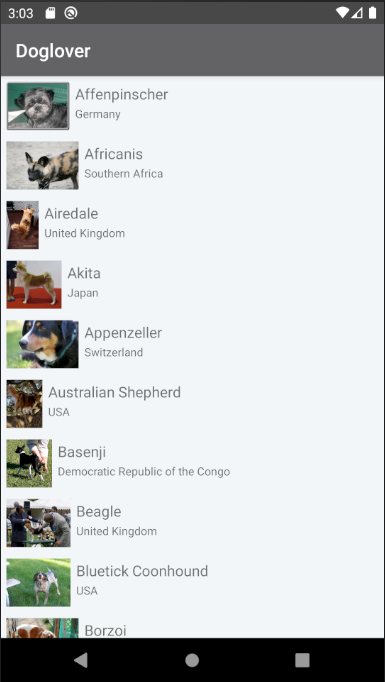 3:03
Doglover
Affenpinscher
Germany
Africanis
Southern Africa
Airedale
United Kingdom
Akita
Japan
Appenzeller
Switzerland
Australian Shepherd
USA
Basenji
Democratic Republic of the Congo
Beagle
United Kingdom
Bluetick Coonhound
USA
Borzoi